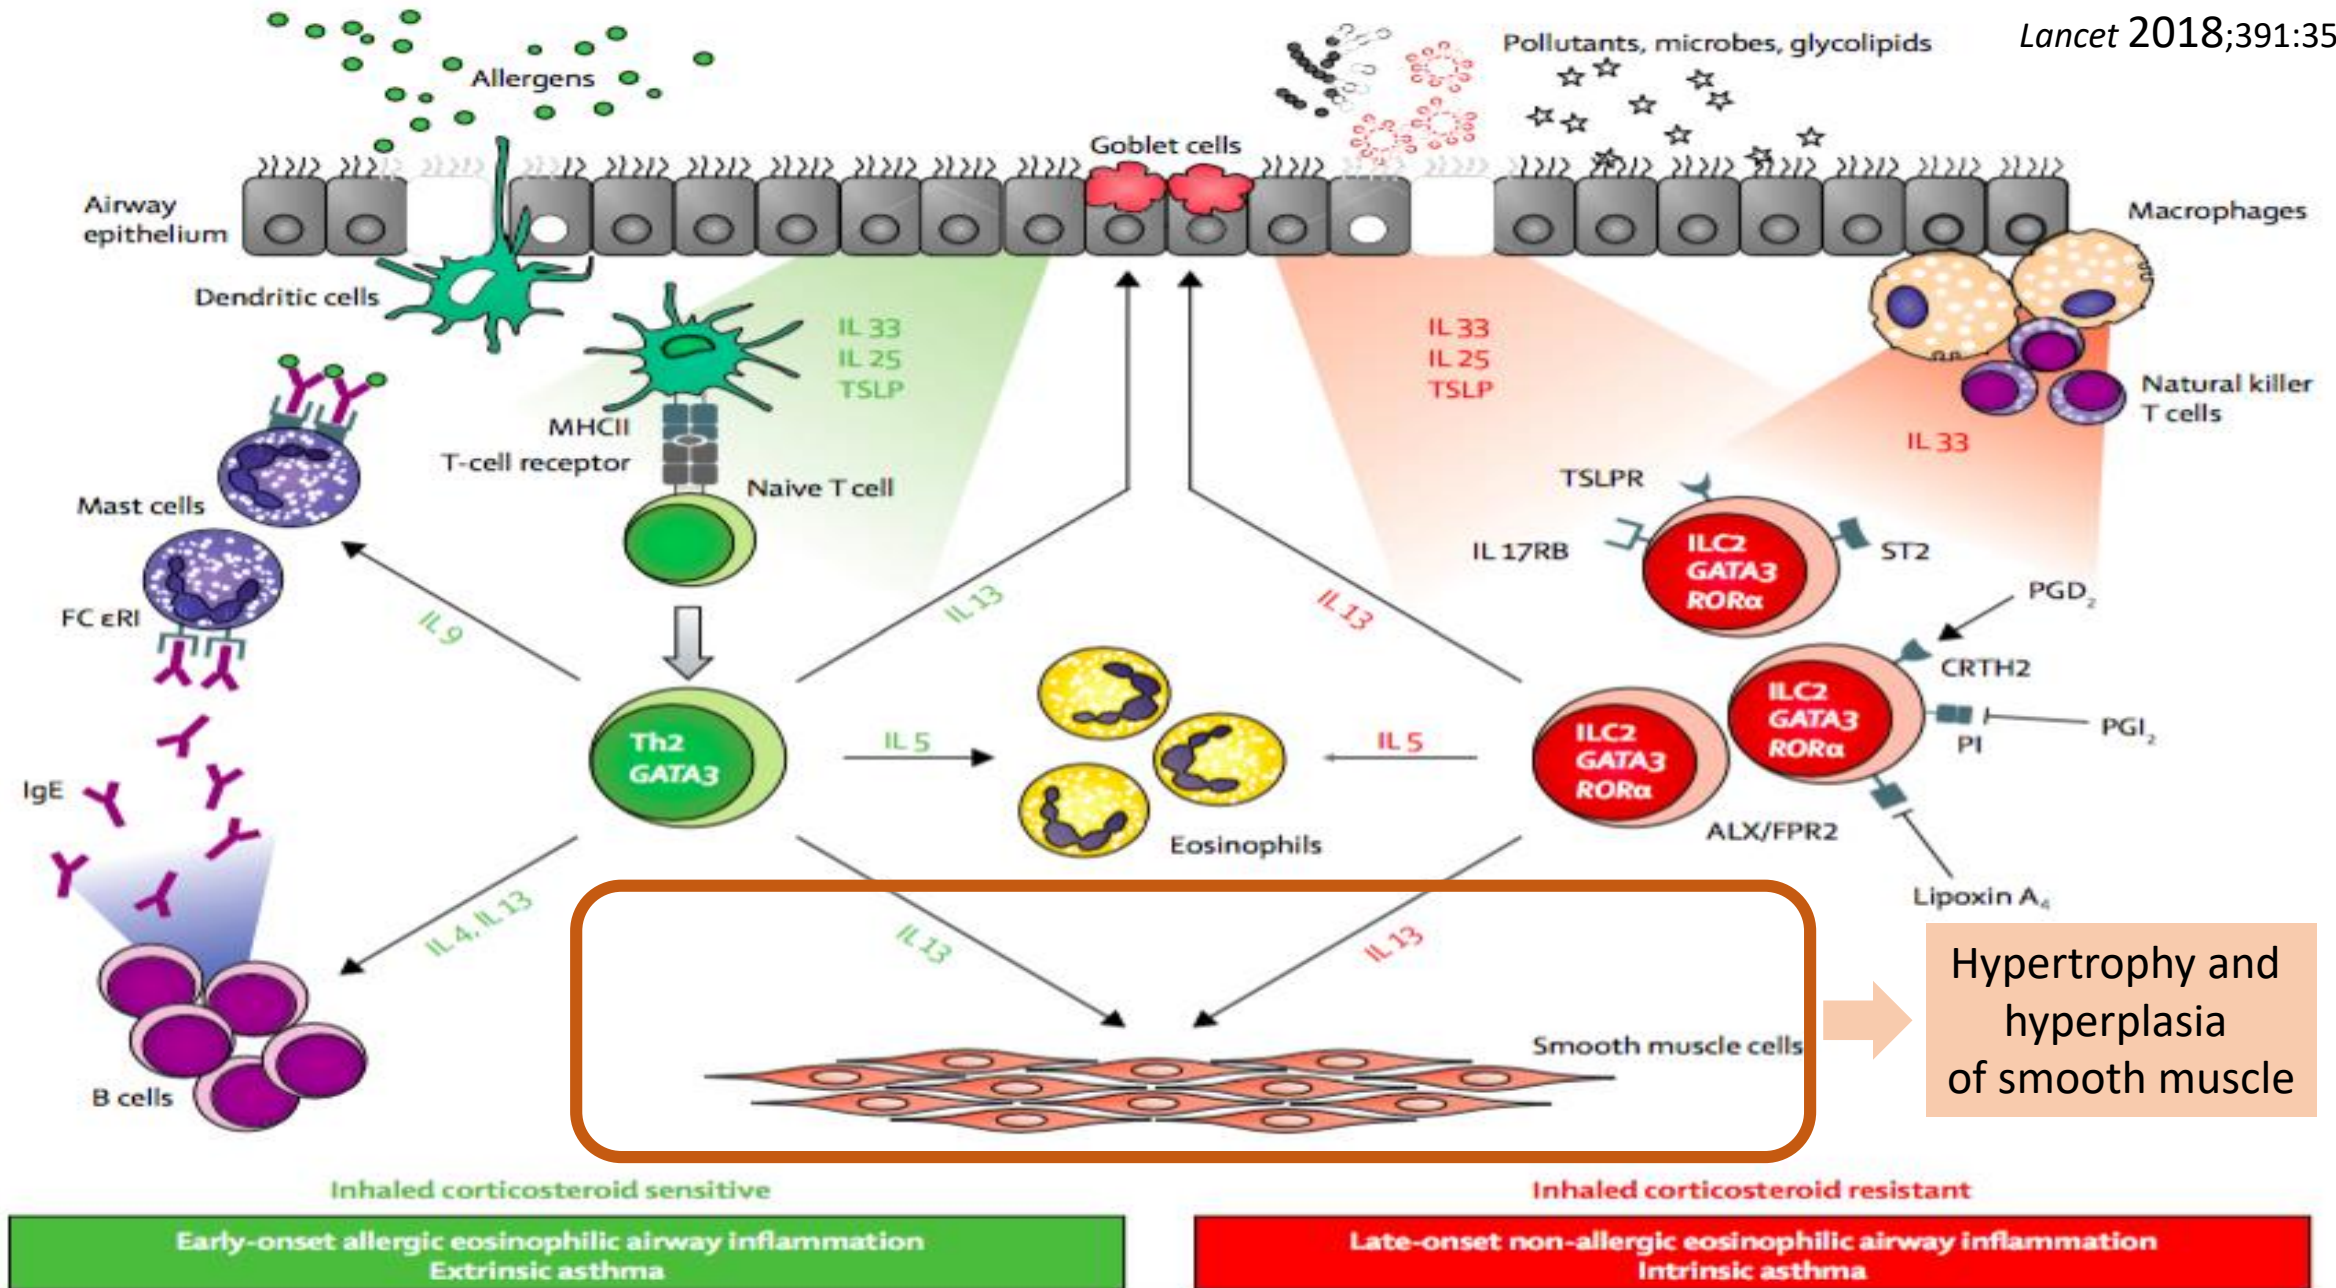 Lancet 2018;391:35
Allergens
Pollutants, microbes, glycolipids
Goblet cells
Airway
epithelium
Macrophages
Dendritic cells
IL 33
IL 25
TSLP
IL 33
IL 25
TSLP
Natural killer
T cells
IL 33
MHCII
T-cell receptor
Naive T cell
Mast cells
TSLPR
IL 17RB
ST2
ILC2
GATA3
RORα
FC εRI
IL 9
IL 13
IL 13
PGD2
CRTH2
ILC2
GATA3
RORα
PI
PGI2
Th2
GATA3
IL 5
IL 5
ILC2
GATA3
RORα
IgE
Eosinophils
ALX/FPR2
Lipoxin A4
IL 4, IL 13
IL 13
IL 13
Hypertrophy and
hyperplasia
of smooth muscle
Smooth muscle cells
B cells
Inhaled corticosteroid sensitive
Inhaled corticosteroid resistant
Early-onset allergic eosinophilic airway inflammation
Extrinsic asthma
Late-onset non-allergic eosinophilic airway inflammation
Intrinsic asthma